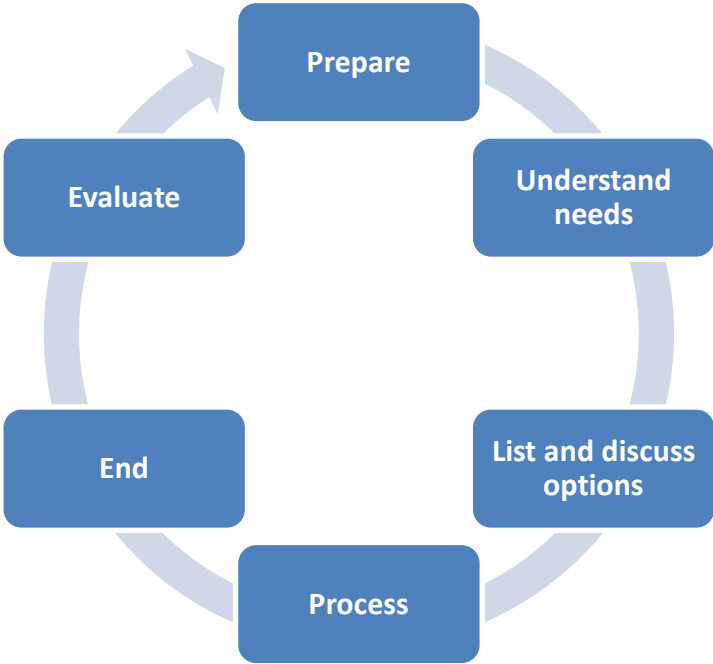 Prepare
Understand
needs
List and discuss
options
Process
End
Evaluate